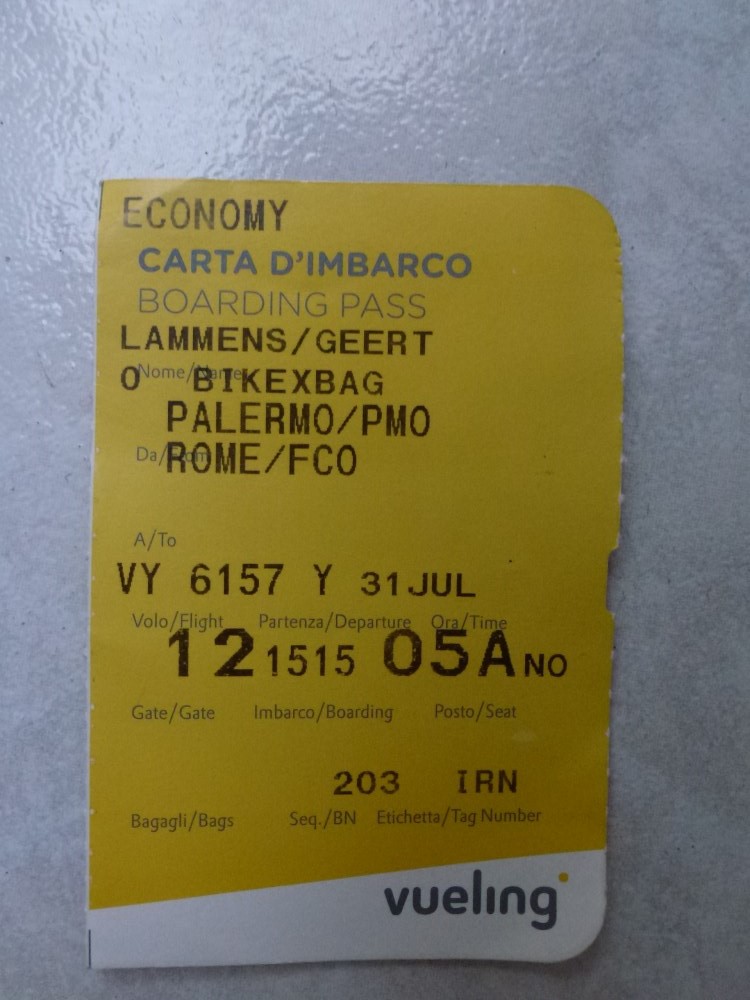 ECONOMY
CARTA D'IMBARCO
BOARDING PASS
LAMMENS/GEERT
Nome/Name
O BIKEXBAG
PALERMO/PMO
Da/From
ROME/FCO
A/To
VY 6157 Y 31JUL
Volo/Flight Partenza/Departure Ora/Time
12 1515 05A NO
Gate/Gate Imbarco/Boarding Posto/Seat
203 IRN
Bagagli/Bags Seq./BN Etichetta/Tag Number
vueling